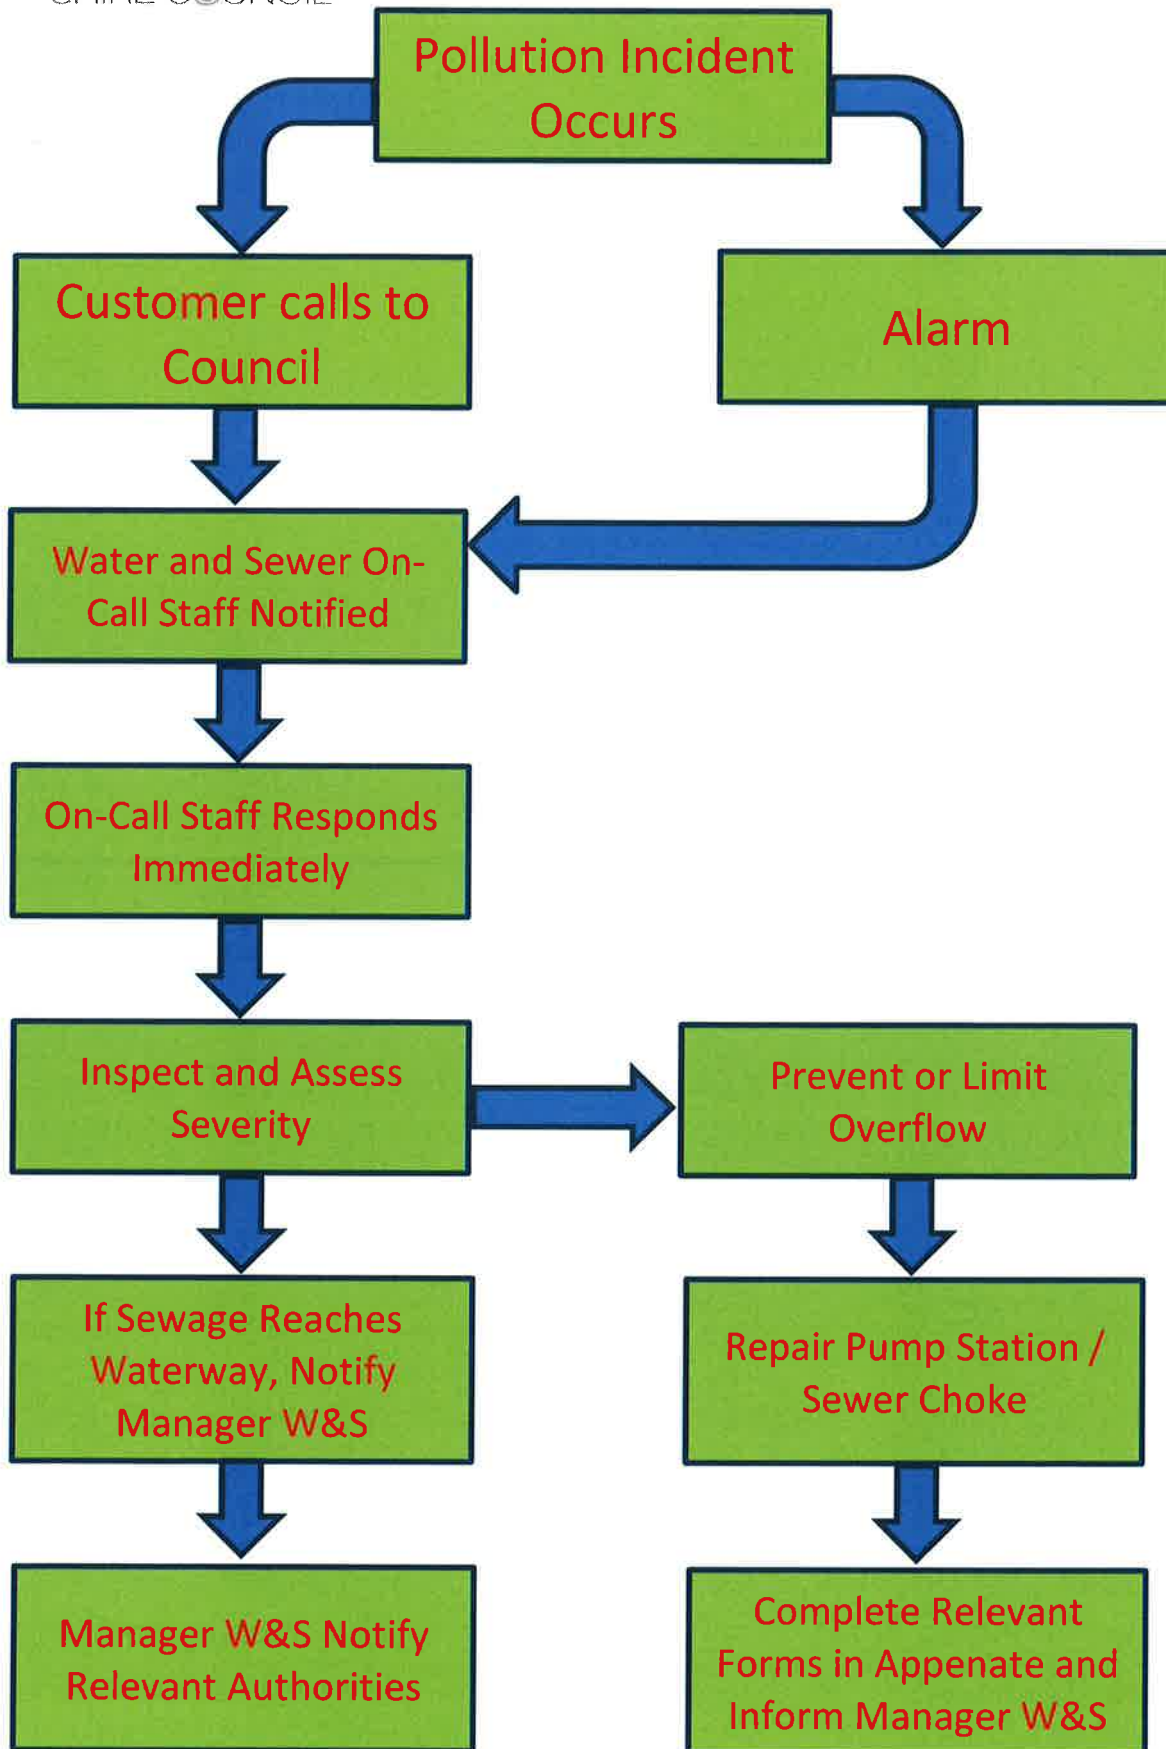 SHIRE COUNCIL
Pollution Incident
Occurs
Customer calls to
Council
Alarm
Water and Sewer On-
Call Staff Notified
On-Call Staff Responds
Immediately
Inspect and Assess
Severity
Prevent or Limit
Overflow
If Sewage Reaches
Waterway, Notify
Manager W&S
Repair Pump Station /
Sewer Choke
Manager W&S Notify
Relevant Authorities
Complete Relevant
Forms in Appenate and
Inform Manager W&S